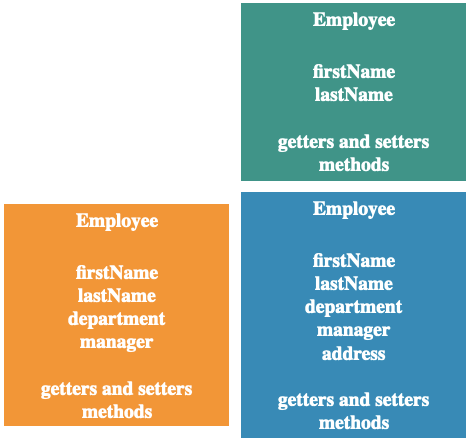 Employee
firstName
lastName
getters and setters
methods
Employee
firstName
lastName
department
manager
getters and setters
methods
Employee
firstName
lastName
department
manager
address
getters and setters
methods